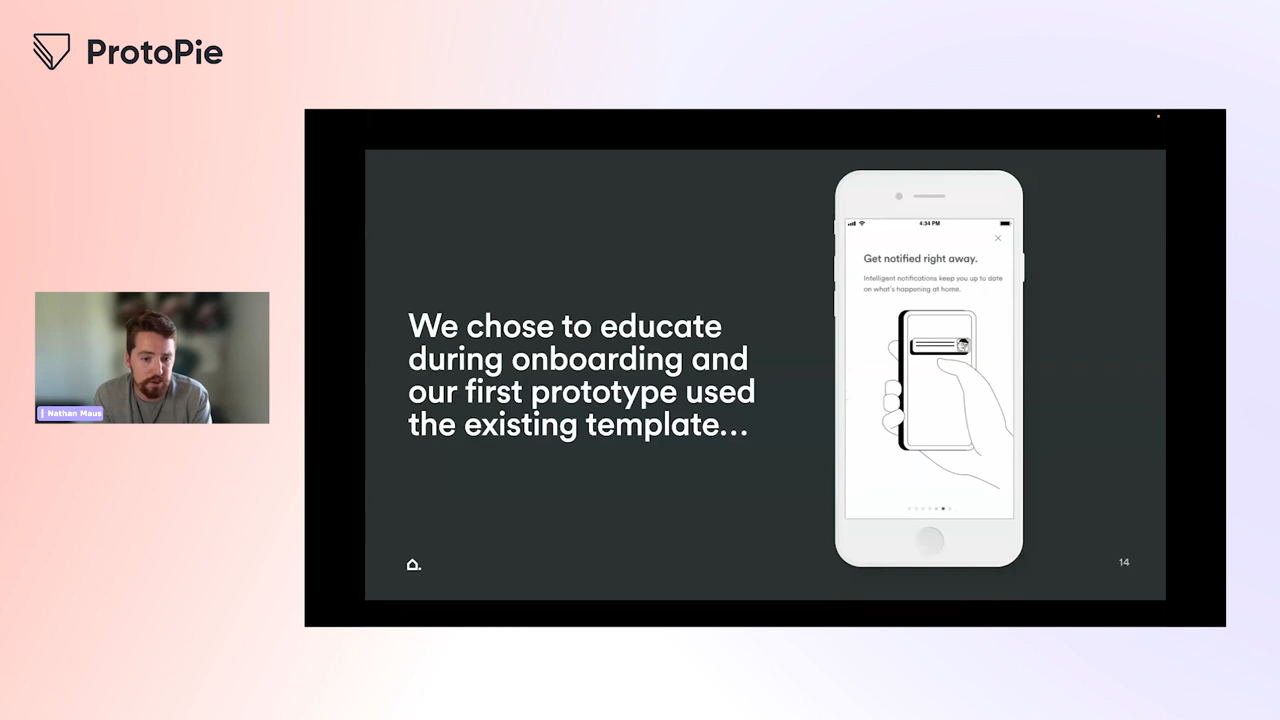 ProtoPie
4:34 PM
Get notified right away.
Intelligent notifications keep you up to date
on what's happening at home.
We chose to educate
during onboarding and
our first prototype used
the existing template...
Nathan Maus
14